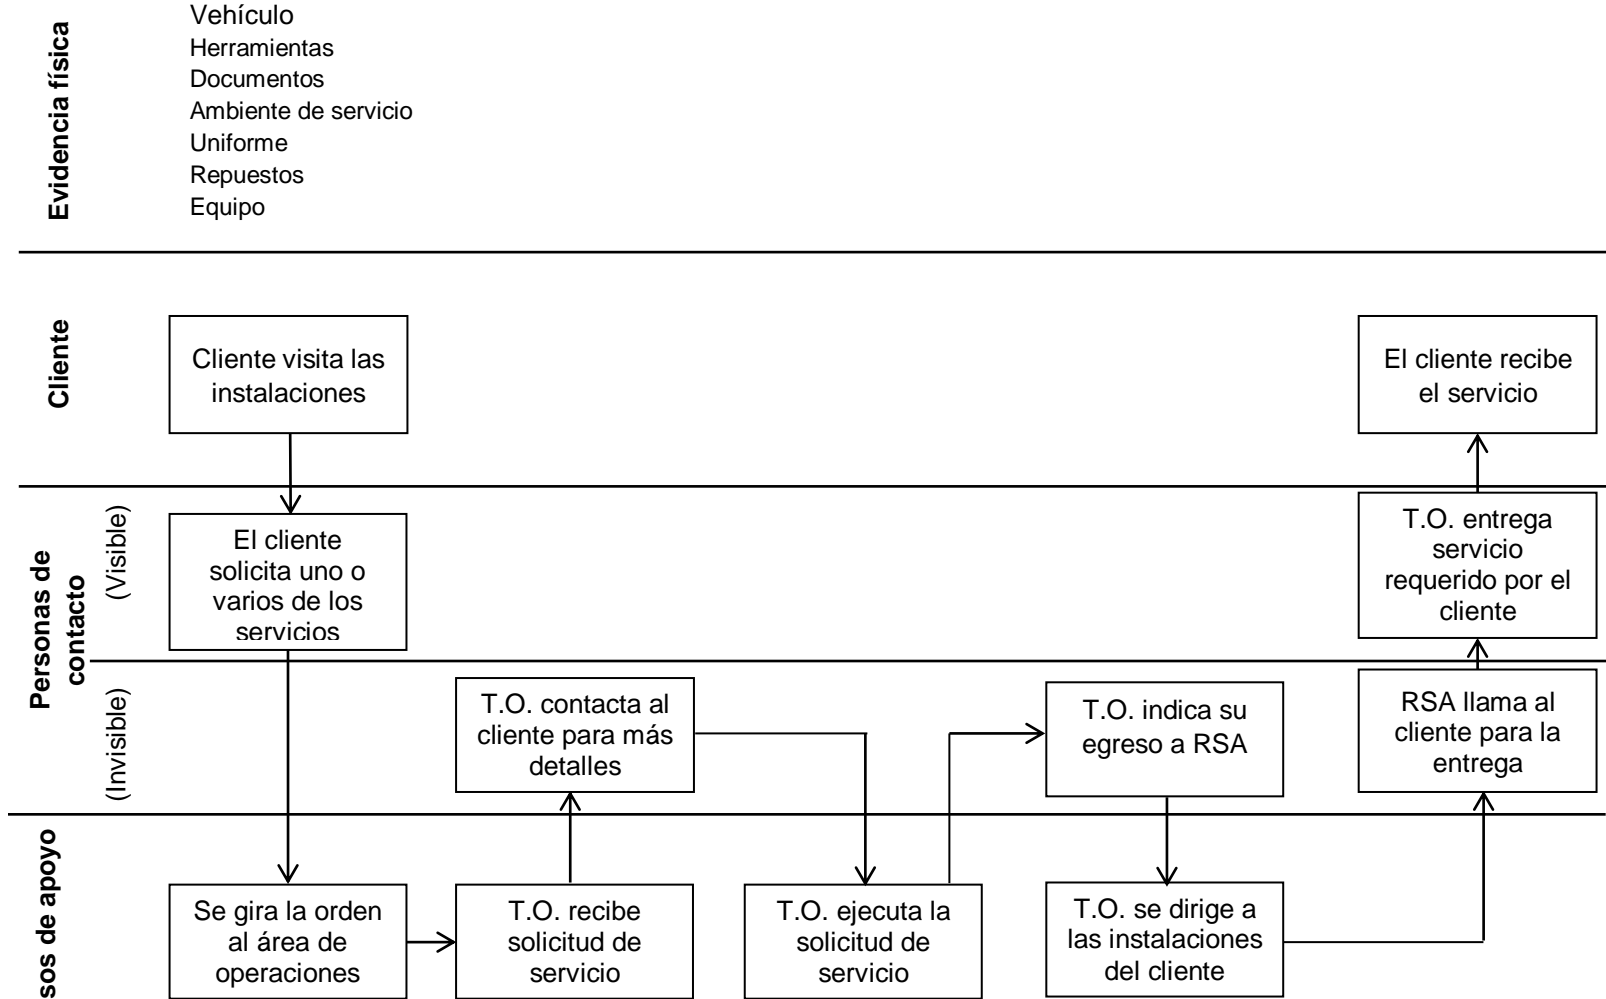 Evidencia física
Vehículo
Herramientas
Documentos
Ambiente de servicio
Uniforme
Repuestos
Equipo
Cliente
Cliente visita las
instalaciones
El cliente recibe
el servicio
Personas de
contacto
(Visible)
El cliente
solicita uno o
varios de los
servicios
T.O. entrega
servicio
requerido por el
cliente
(Invisible)
T.O. contacta al
cliente para más
detalles
T.O. indica su
egreso a RSA
RSA llama al
cliente para la
entrega
sos de apoyo
Se gira la orden
al área de
operaciones
T.O. recibe
solicitud de
servicio
T.O. ejecuta la
solicitud de
servicio
T.O. se dirige a
las instalaciones
del cliente